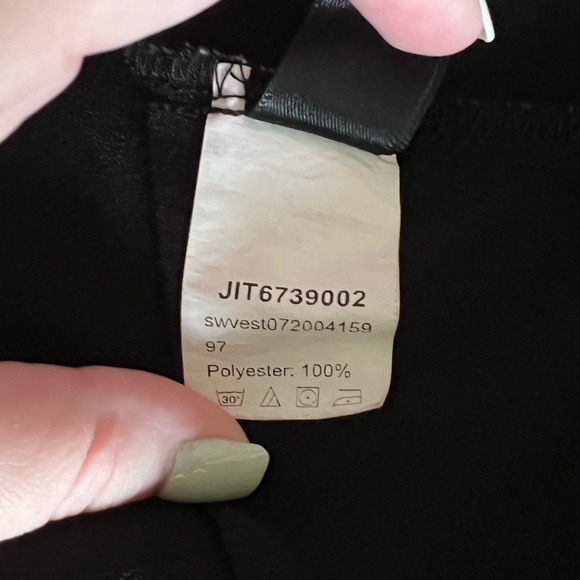 JIT6739002
swvest072004159
97
Polyester: 100%
30°